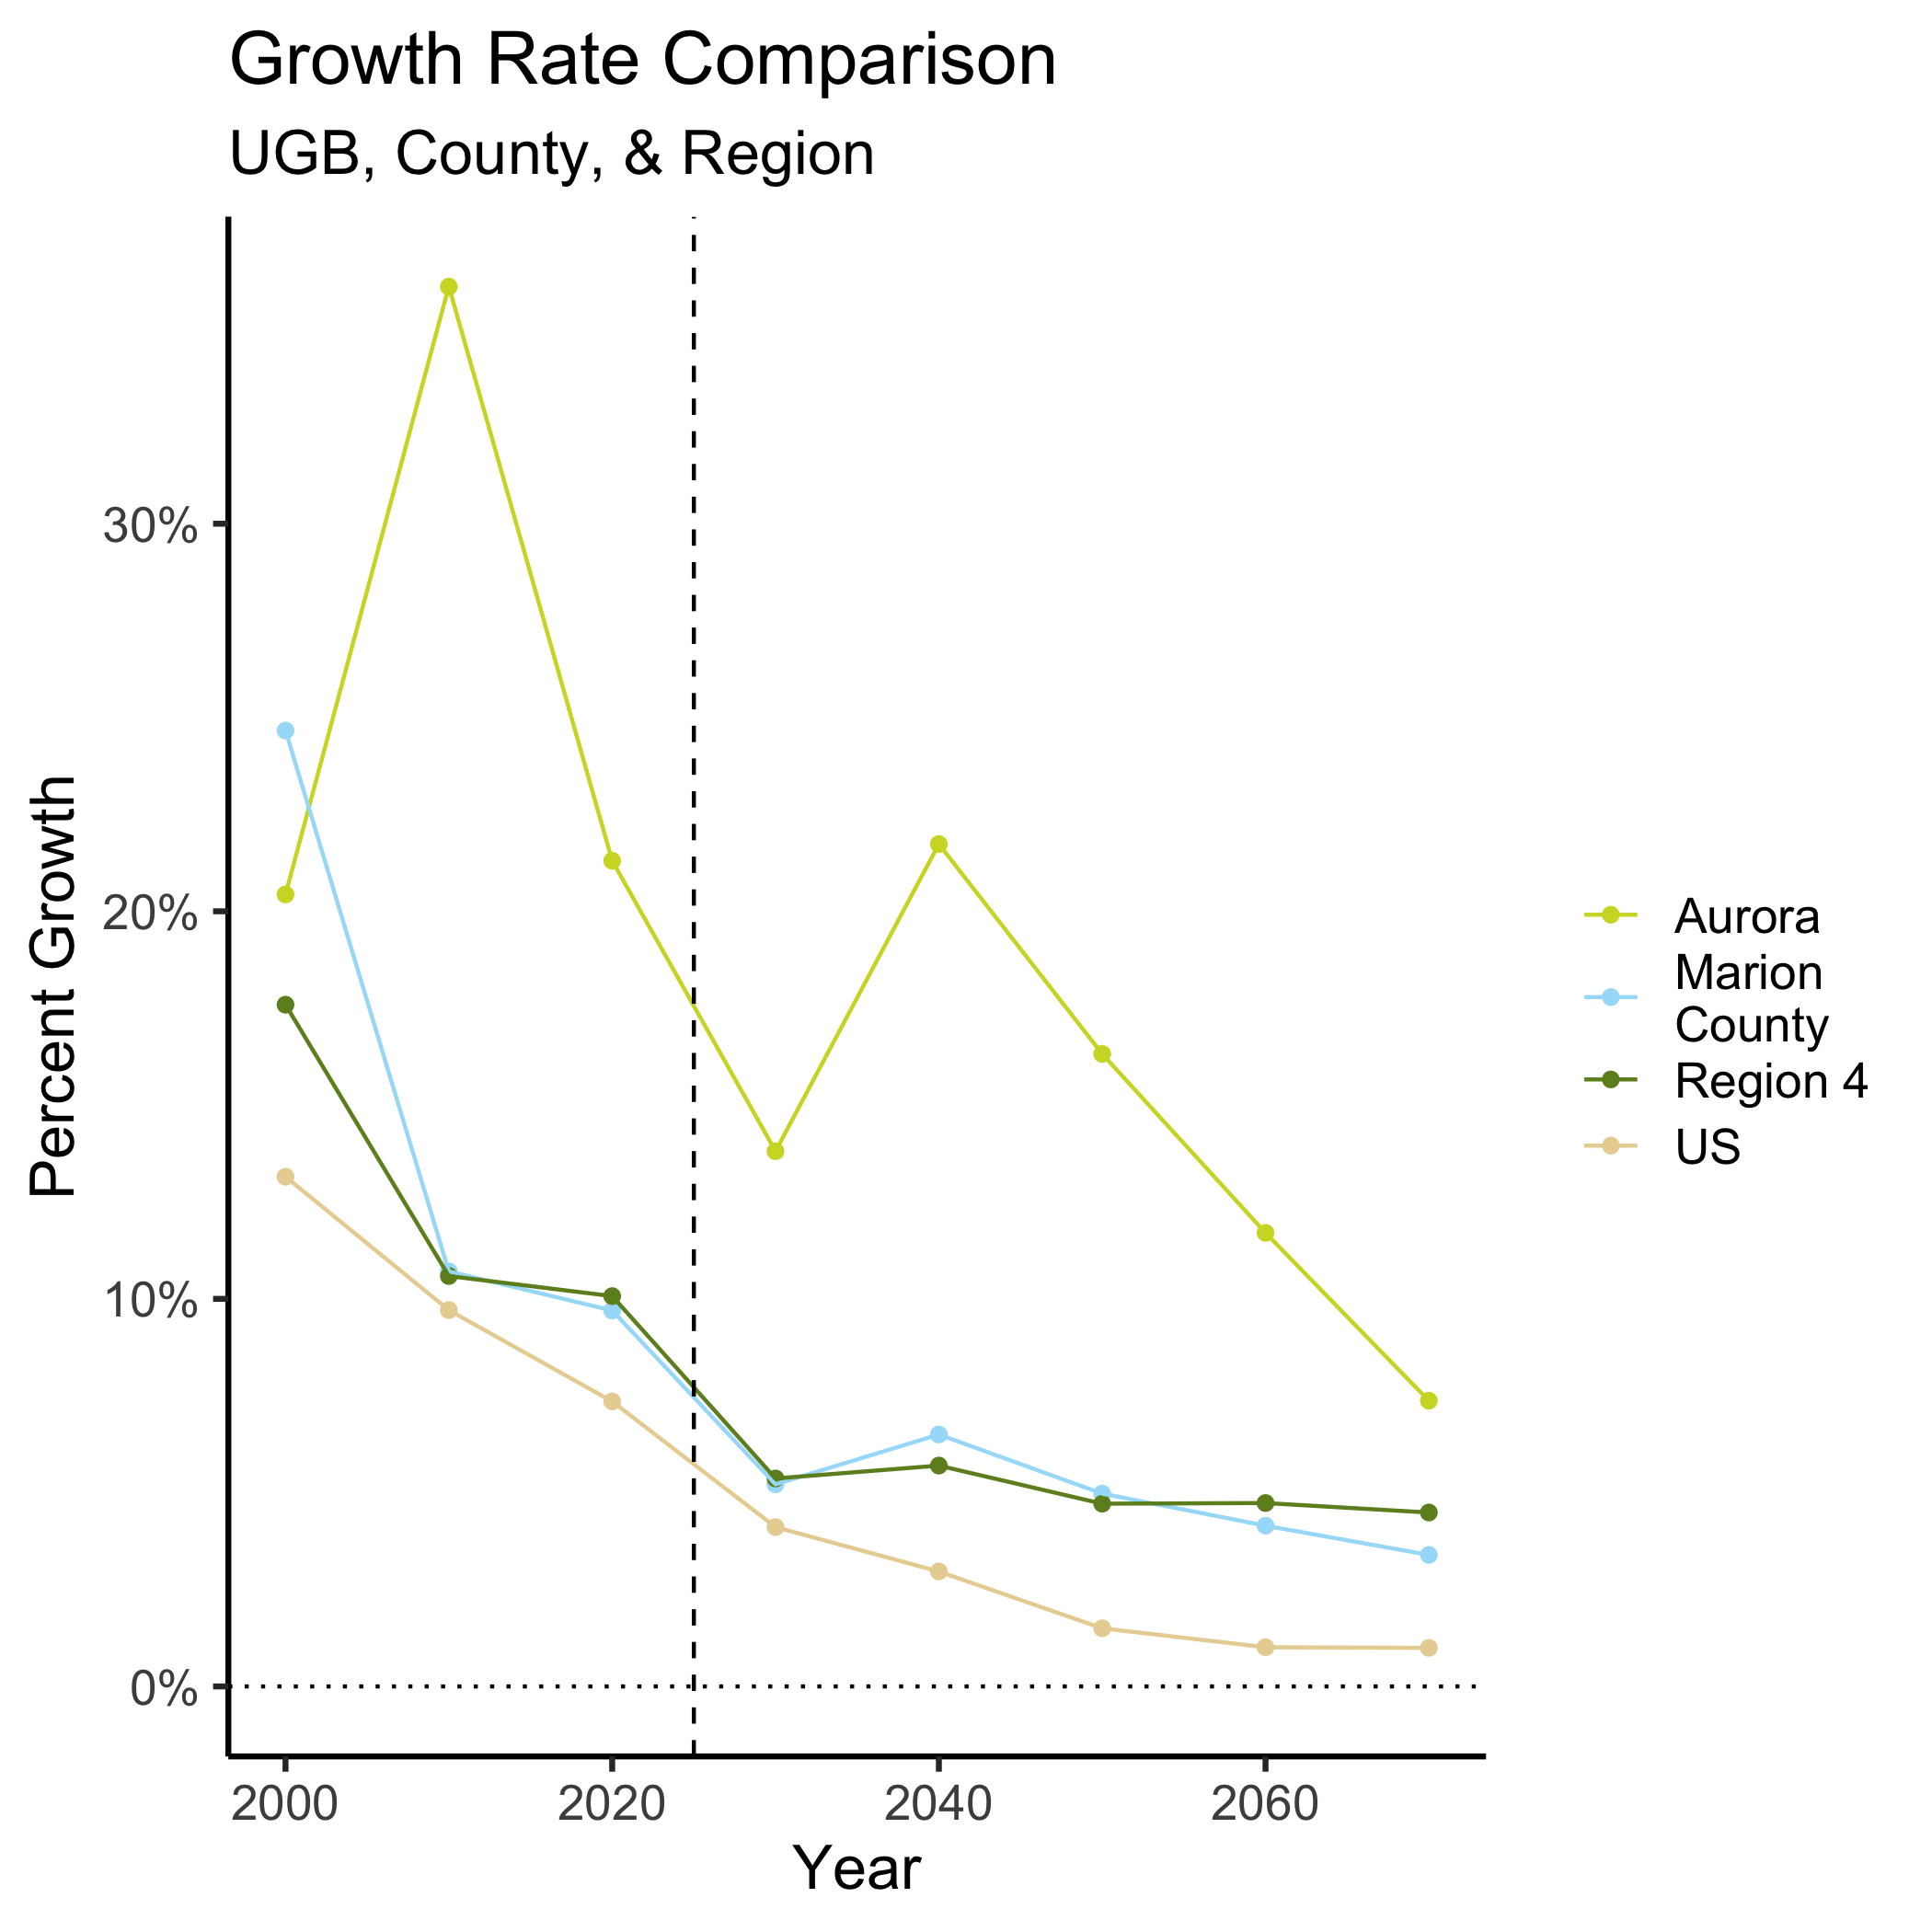 Growth Rate Comparison
UGB, County, & Region
Percent Growth
30%
20%
10%
0%
2000
2020
2040
2060
Year
Aurora
Marion
County
Region 4
US